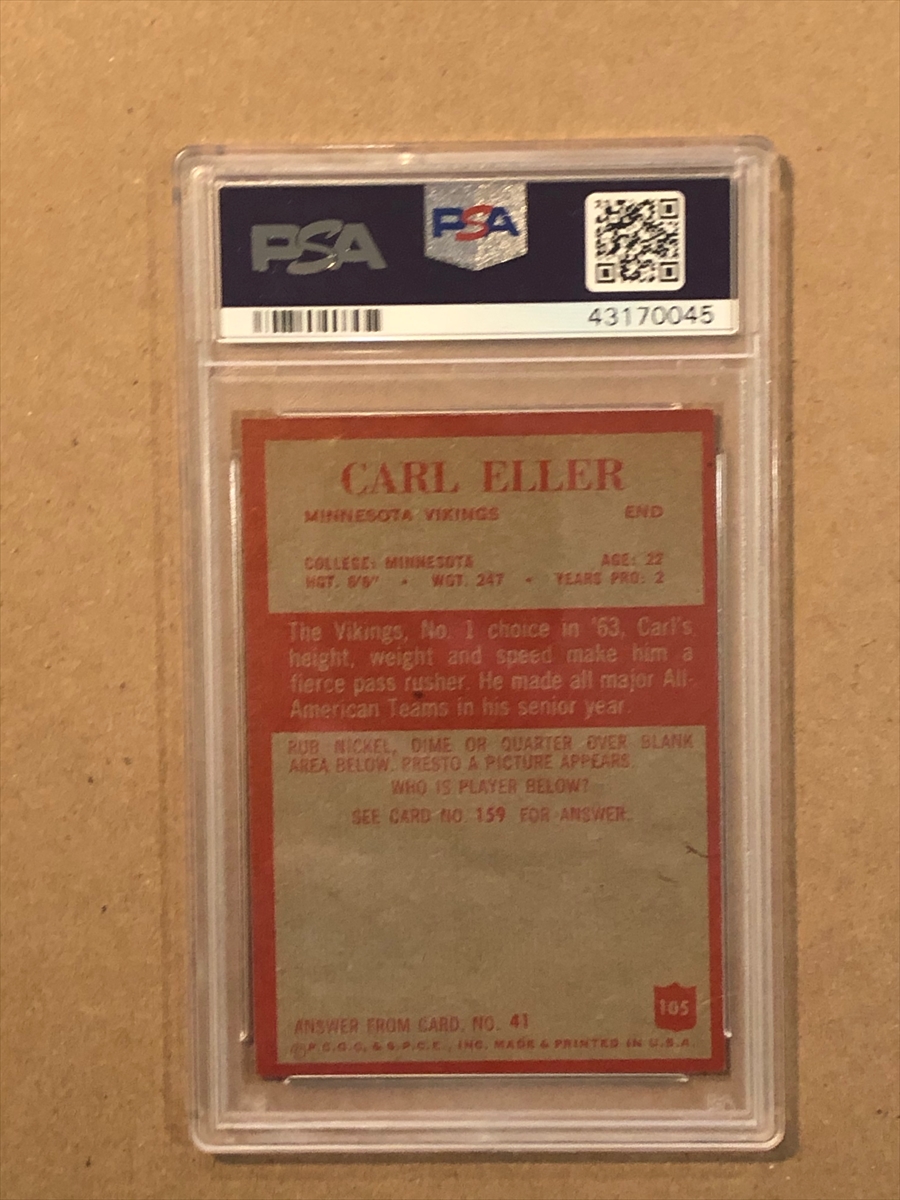 PSA PSA
43170045
CARL ELLER
MINNESOTA VIKINGS END
COLLEGE: MINNESOTA AGE: 22
HGT. 6'6" • WGT. 247 • YEARS PRO: 2
The Vikings, No. 1 choice in '63, Carl's
height, weight and speed make him a
fierce pass rusher. He made all major All-
American Teams in his senior year.
RUB NICKEL, DIME OR QUARTER OVER BLANK
AREA BELOW. PRESTO A PICTURE APPEARS.
WHO IS PLAYER BELOW?
SEE CARD NO. 159 FOR ANSWER.
105
ANSWER FROM CARD. NO. 41
©P.C.G.C. & S.P.C.E., INC. MADE & PRINTED IN U.S.A.